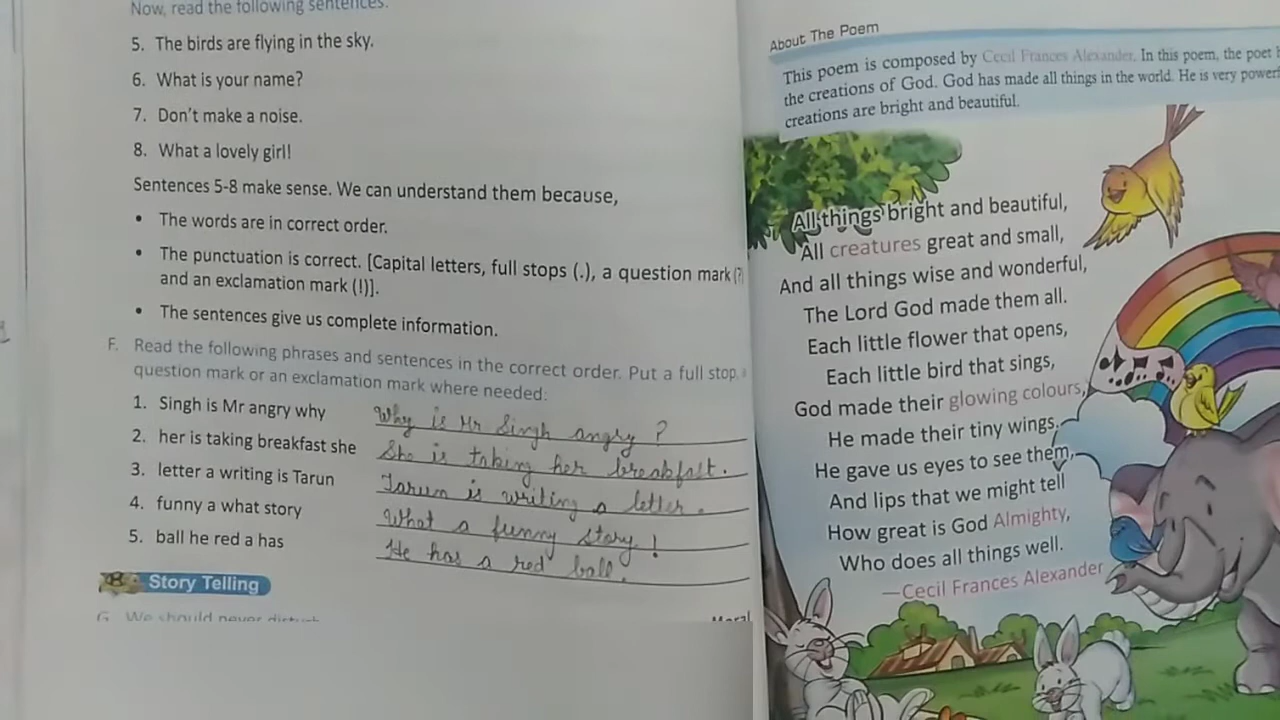 Now, read the following sentences.
5. The birds are flying in the sky.
6. What is your name?
7. Don't make a noise.
8. What a lovely girl!
Sentences 5-8 make sense. We can understand them because,
• The words are in correct order.
• The punctuation is correct. [Capital letters, full stops (.), a question mark (?)
and an exclamation mark (!)].
• The sentences give us complete information.
F. Read the following phrases and sentences in the correct order. Put a full stop,
question mark or an exclamation mark where needed:
1. Singh is Mr angry why Why is Mr Singh angry ?
2. her is taking breakfast she She is taking her breakfast.
3. letter a writing is Tarun Tarun is writing a letter.
4. funny a what story What a funny story!
5. ball he red a has He has a red ball.
Story Telling
G. We should never disturb
Moral
About The Poem
This poem is composed by Cecil Frances Alexander. In this poem, the poet
the creations of God. God has made all things in the world. He is very
creations are bright and beautiful.
All things bright and beautiful,
All creatures great and small,
And all things wise and wonderful,
The Lord God made them all.
Each little flower that opens,
Each little bird that sings,
God made their glowing colours,
He made their tiny wings.
He gave us eyes to see them,
And lips that we might tell
How great is God Almighty,
Who does all things well.
—Cecil Frances Alexander